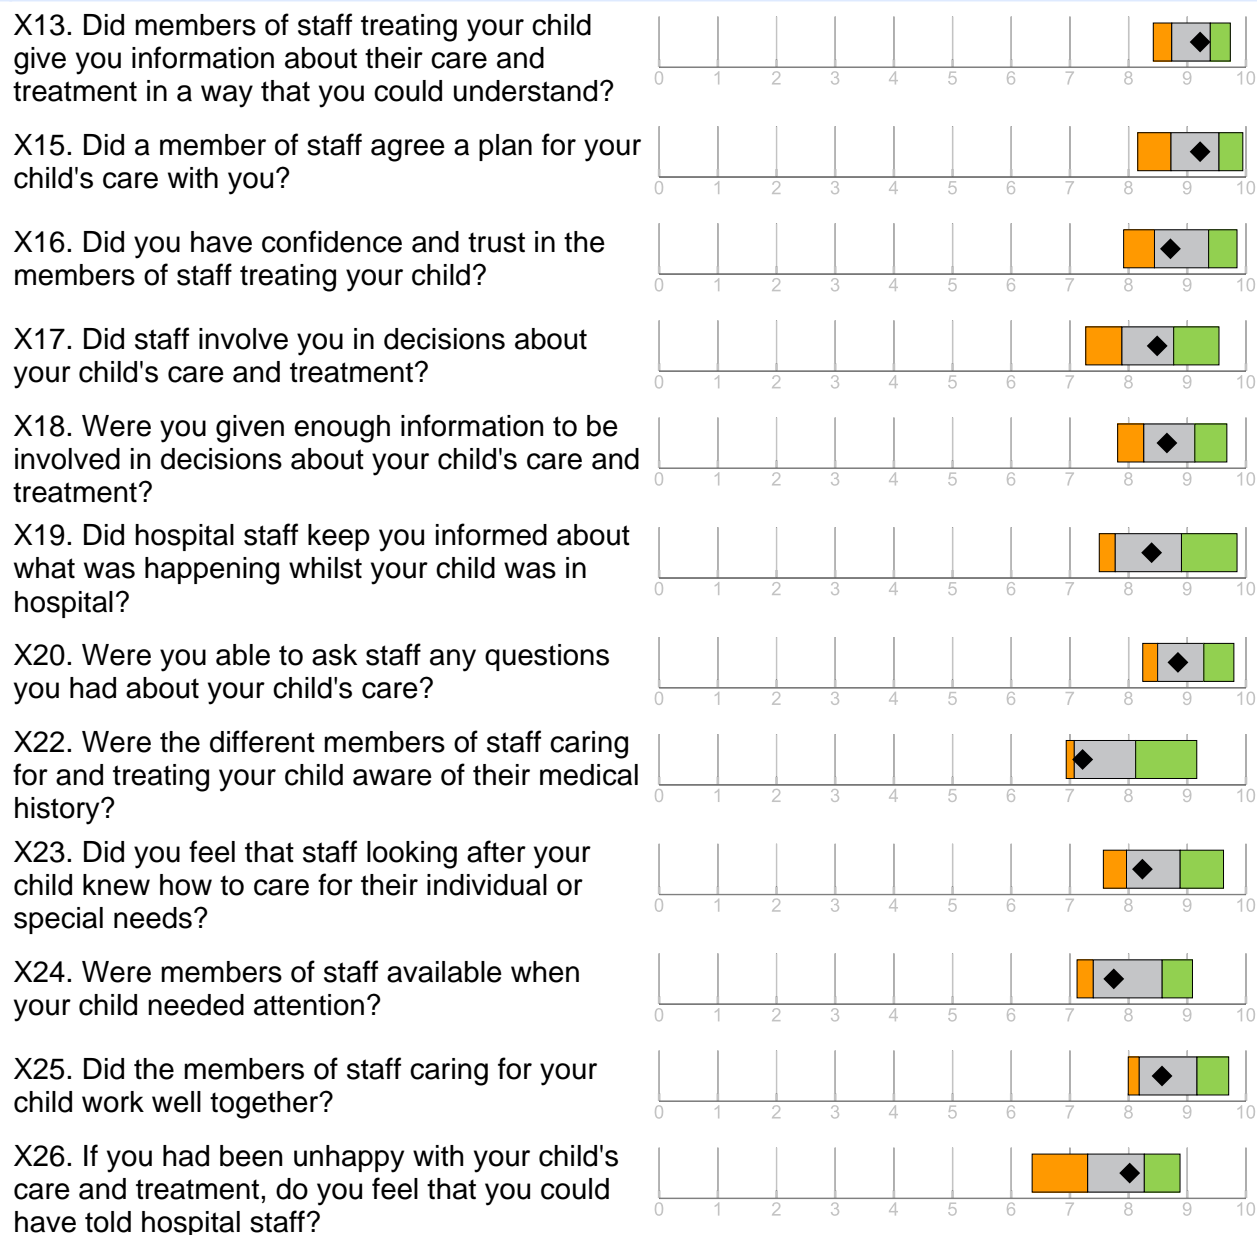 X13. Did members of staff treating your child
give you information about their care and
treatment in a way that you could understand?
0 1 2 3 4 5 6 7 8 9 10
X15. Did a member of staff agree a plan for your
child's care with you?
0 1 2 3 4 5 6 7 8 9 10
X16. Did you have confidence and trust in the
members of staff treating your child?
0 1 2 3 4 5 6 7 8 9 10
X17. Did staff involve you in decisions about
your child's care and treatment?
0 1 2 3 4 5 6 7 8 9 10
X18. Were you given enough information to be
involved in decisions about your child's care and
treatment?
0 1 2 3 4 5 6 7 8 9 10
X19. Did hospital staff keep you informed about
what was happening whilst your child was in
hospital?
0 1 2 3 4 5 6 7 8 9 10
X20. Were you able to ask staff any questions
you had about your child's care?
0 1 2 3 4 5 6 7 8 9 10
X22. Were the different members of staff caring
for and treating your child aware of their medical
history?
0 1 2 3 4 5 6 7 8 9 10
X23. Did you feel that staff looking after your
child knew how to care for their individual or
special needs?
0 1 2 3 4 5 6 7 8 9 10
X24. Were members of staff available when
your child needed attention?
0 1 2 3 4 5 6 7 8 9 10
X25. Did the members of staff caring for your
child work well together?
0 1 2 3 4 5 6 7 8 9 10
X26. If you had been unhappy with your child's
care and treatment, do you feel that you could
have told hospital staff?
0 1 2 3 4 5 6 7 8 9 10